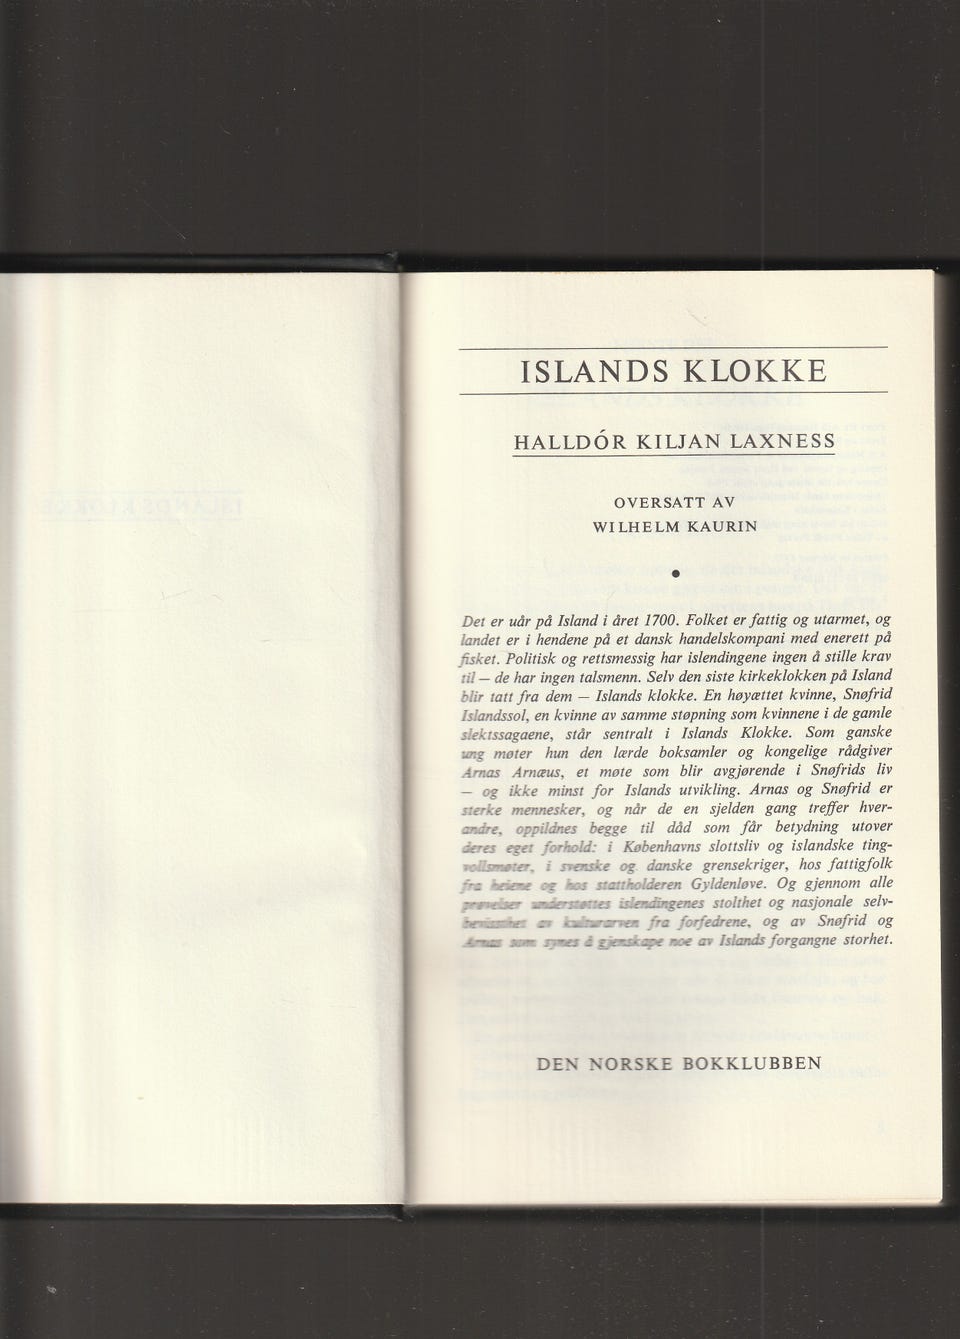 ISLANDS KLOKKE
HALLDÓR KILJAN LAXNESS
OVERSATT AV
WILHELM KAURIN
•
Det er uår på Island i året 1700. Folket er fattig og utarmet, og
landet er i hendene på et dansk handelskompani med enerett på
fisket. Politisk og rettsmessig har islendingene ingen å stille krav
til — de har ingen talsmenn. Selv den siste kirkeklokken på Island
blir tatt fra dem — Islands klokke. En høyættet kvinne, Snøfrid
Islandssol, en kvinne av samme støpning som kvinnene i de gamle
slektssagaene, står sentralt i Islands Klokke. Som ganske
ung møter hun den lærde boksamler og kongelige rådgiver
Arnas Arnæus, et møte som blir avgjørende i Snøfrids liv
— og ikke minst for Islands utvikling. Arnas og Snøfrid er
sterke mennesker, og når de en sjelden gang treffer hver-
andre, oppildnes begge til dåd som får betydning utover
deres eget forhold: i Københavns slottsliv og islandske ting-
vollsmøter, i svenske og danske grensekriger, hos fattigfolk
fra heiene og hos stattholderen Gyldenløve. Og gjennom alle
prøvelser understøttes islendingenes stolthet og nasjonale selv-
bevissthet av kulturarven fra forfedrene, og av Snøfrid og
Arnas som synes å gjenskape noe av Islands forgangne storhet.
DEN NORSKE BOKKLUBBEN